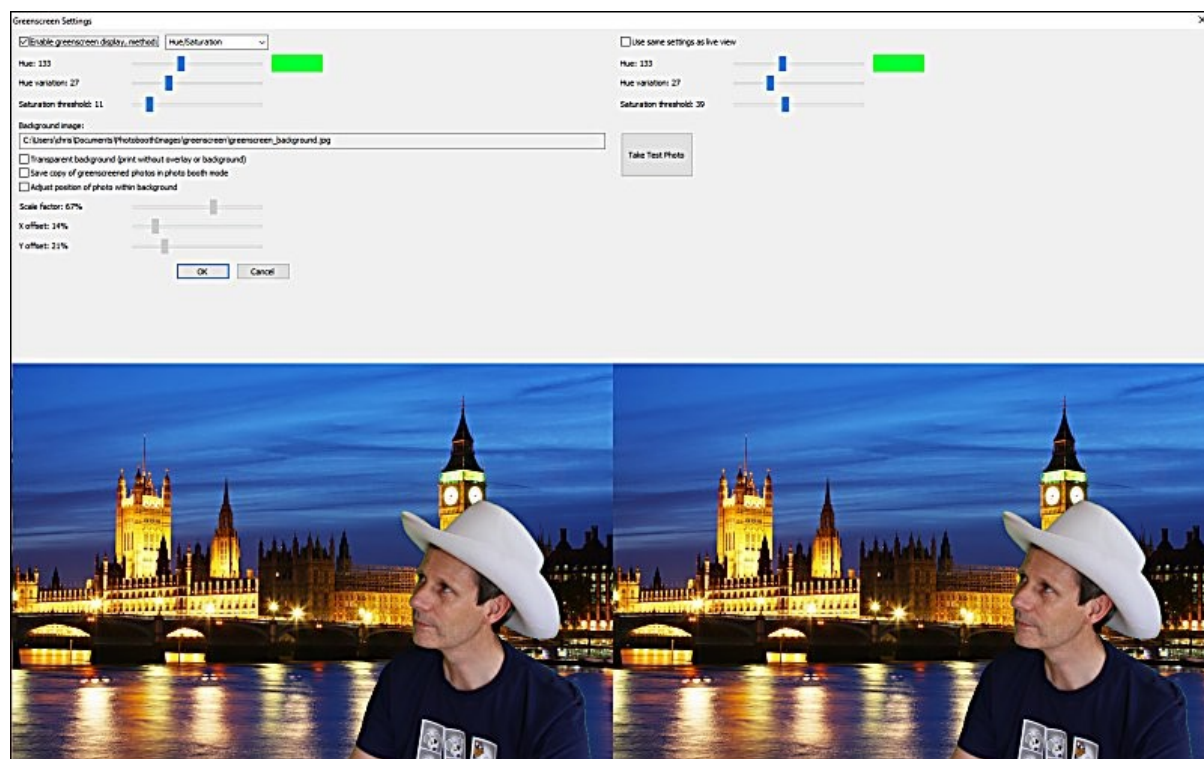 Greenscreen Settings
Enable greenscreen display, method:
Hue/Saturation
Hue: 133
Hue variation: 27
Saturation threshold: 11
Background image:
C:\Users\chris\Documents\PhotoboothImages\greenscreen\greenscreen_background.jpg
Transparent background (print without overlay or background)
Save copy of greenscreened photos in photo booth mode
Adjust position of photo within background
Scale factor: 67%
X offset: 14%
Y offset: 21%
OK
Cancel
Use same settings as live view
Hue: 133
Hue variation: 27
Saturation threshold: 39
Take Test Photo